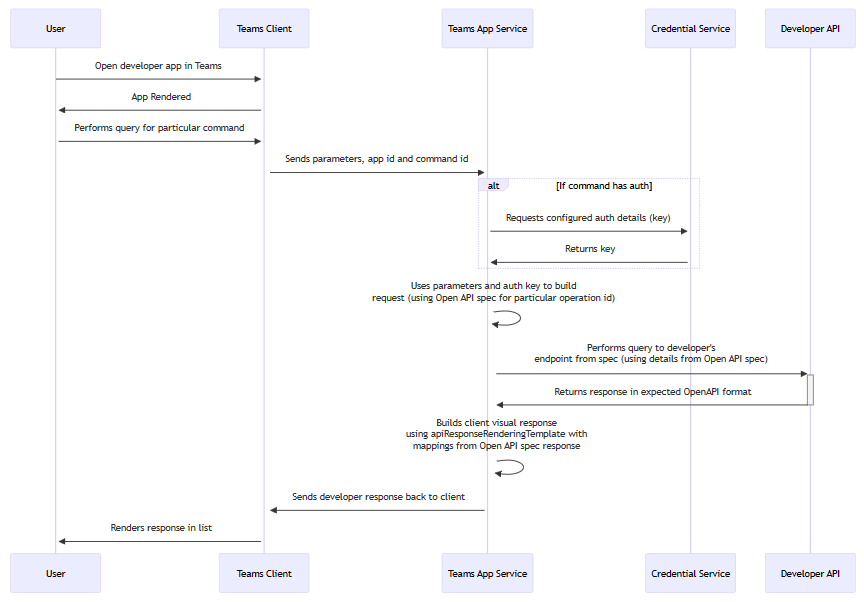 User
Teams Client
Teams App Service
Credential Service
Developer API
Open developer app in Teams
App Rendered
Performs query for particular command
Sends parameters, app id and command id
alt
[If command has auth]
Requests configured auth details (key)
Returns key
Uses parameters and auth key to build
request (using Open API spec for particular operation id)
Performs query to developer's
endpoint from spec (using details from Open API spec)
Returns response in expected OpenAPI format
Builds client visual response
using apiResponseRenderingTemplate with
mappings from Open API spec response
Sends developer response back to client
Renders response in list
User
Teams Client
Teams App Service
Credential Service
Developer API